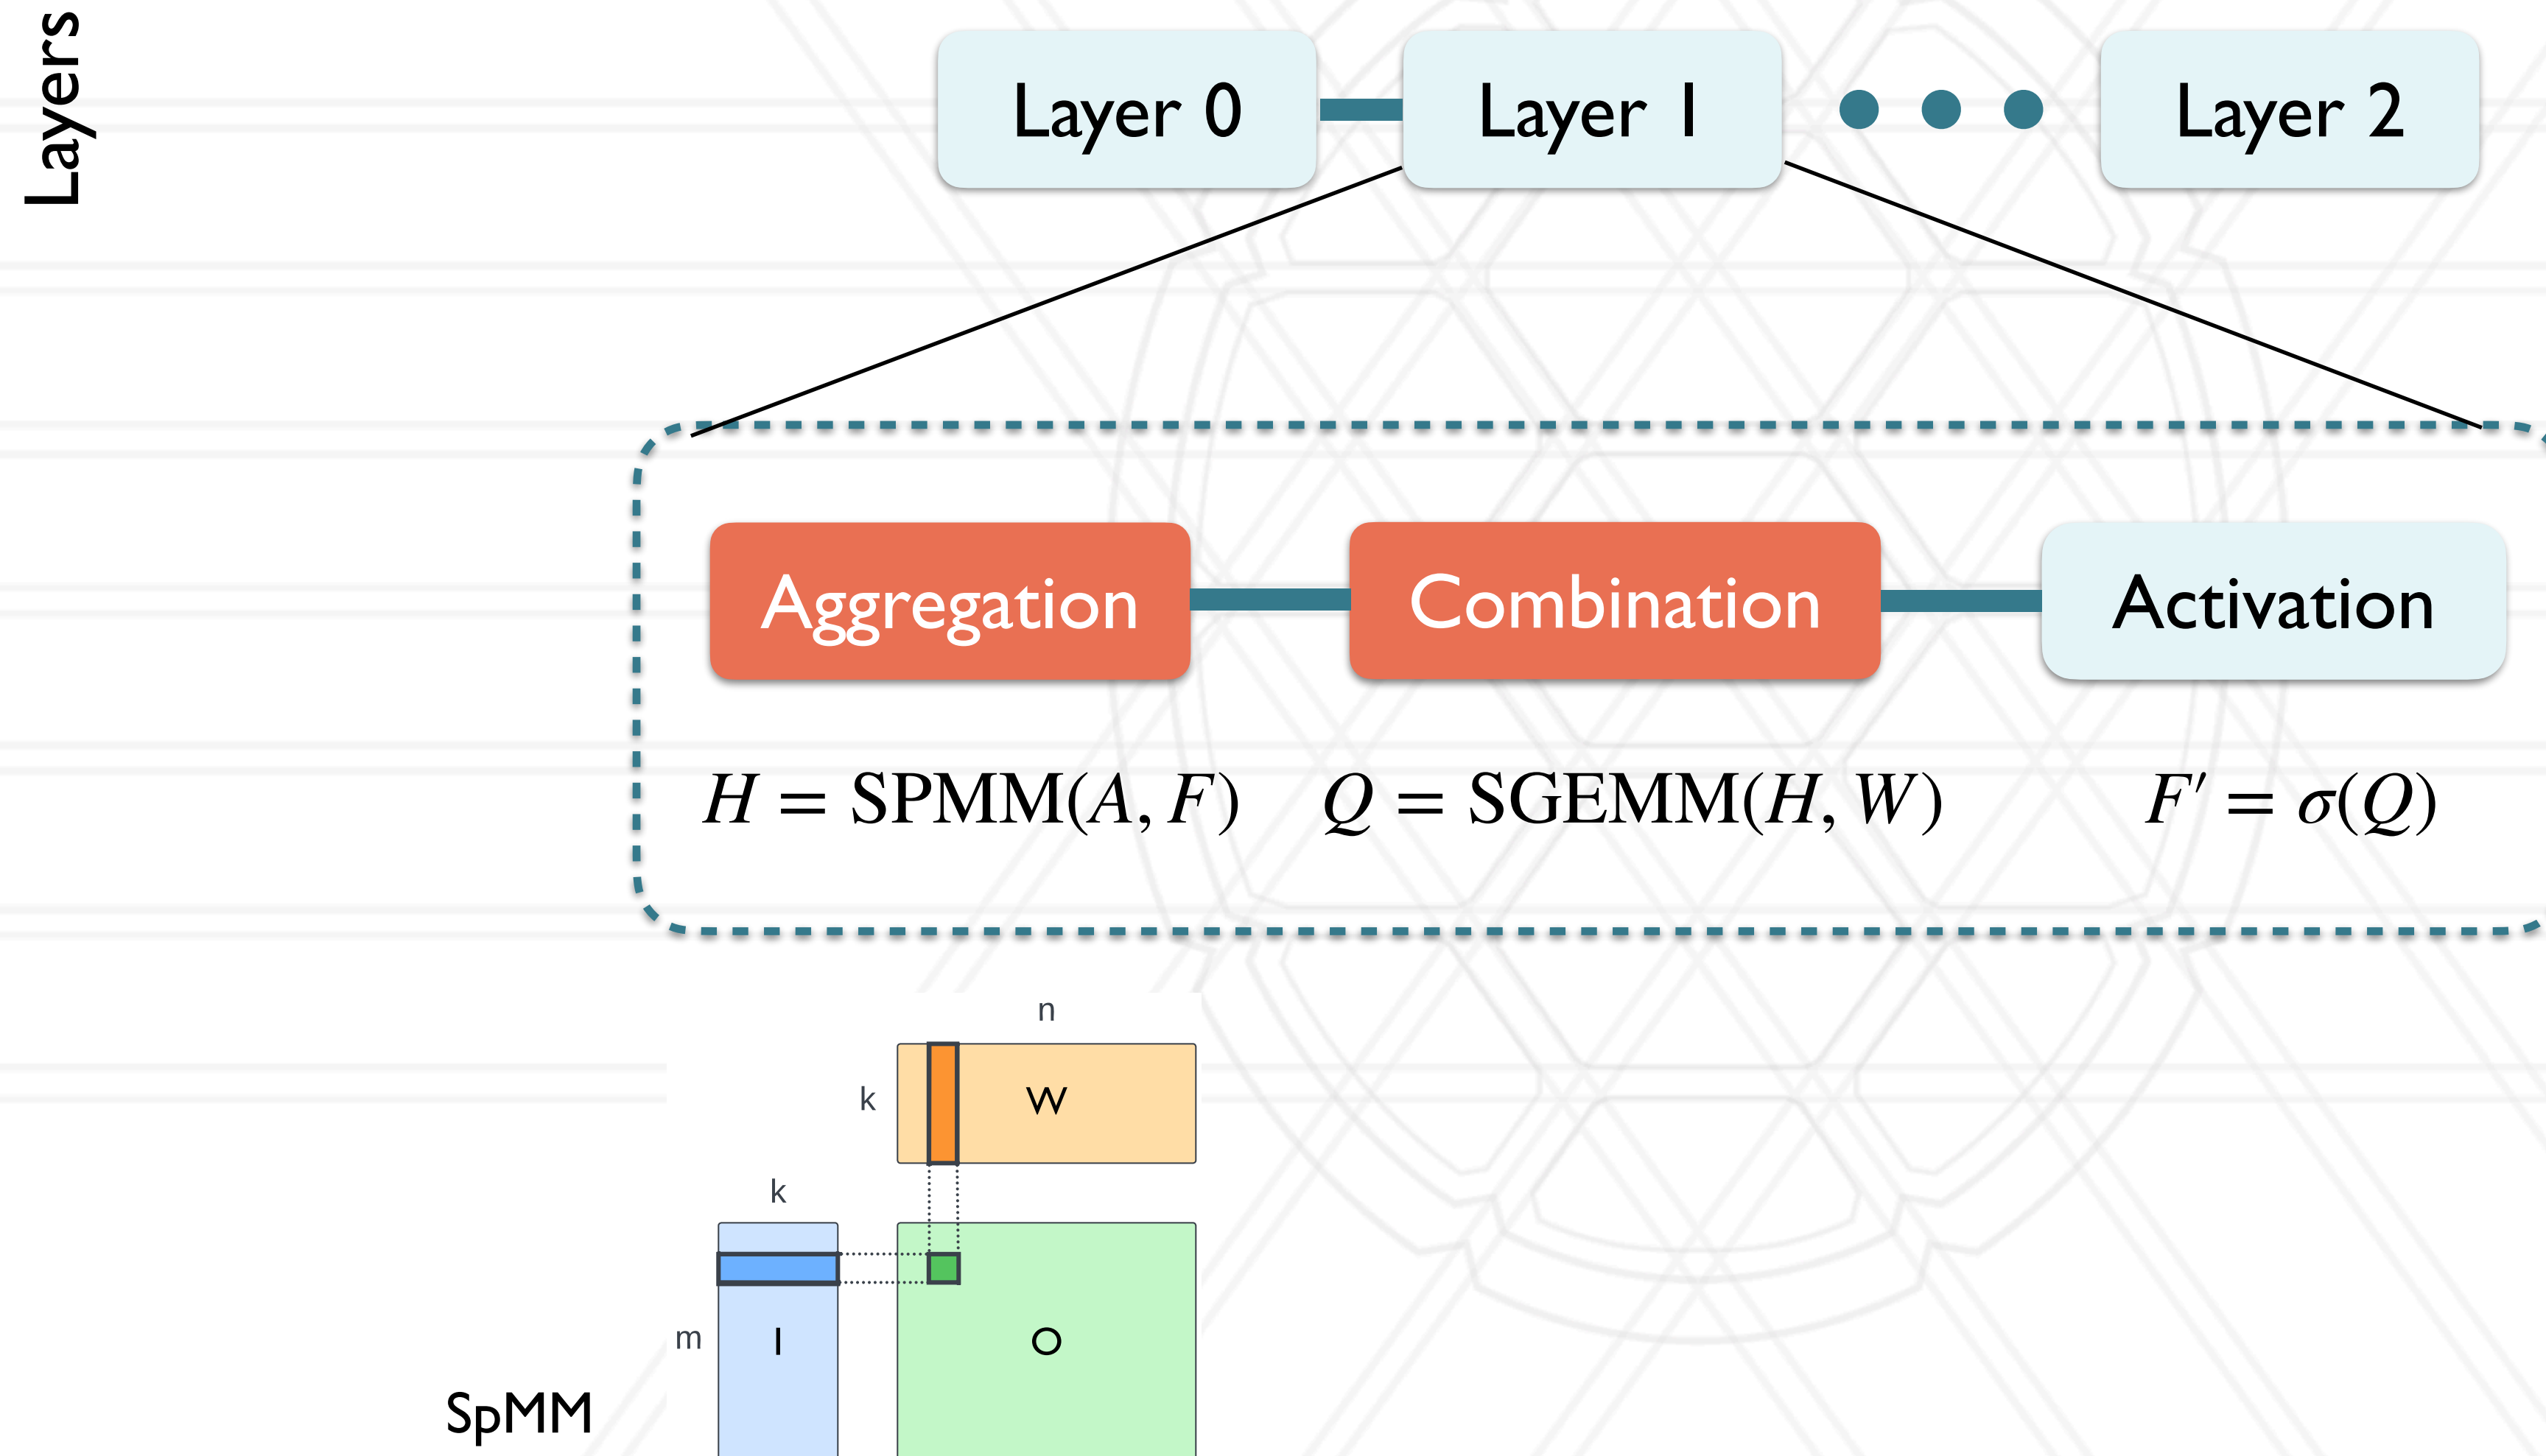 Layers
Layer 0
Layer 1
Layer 2
Aggregation
Combination
Activation
H = SPMM(A, F)
Q = SGEMM(H, W)
F′ = σ(Q)
n
k
W
k
m
I
O
SpMM